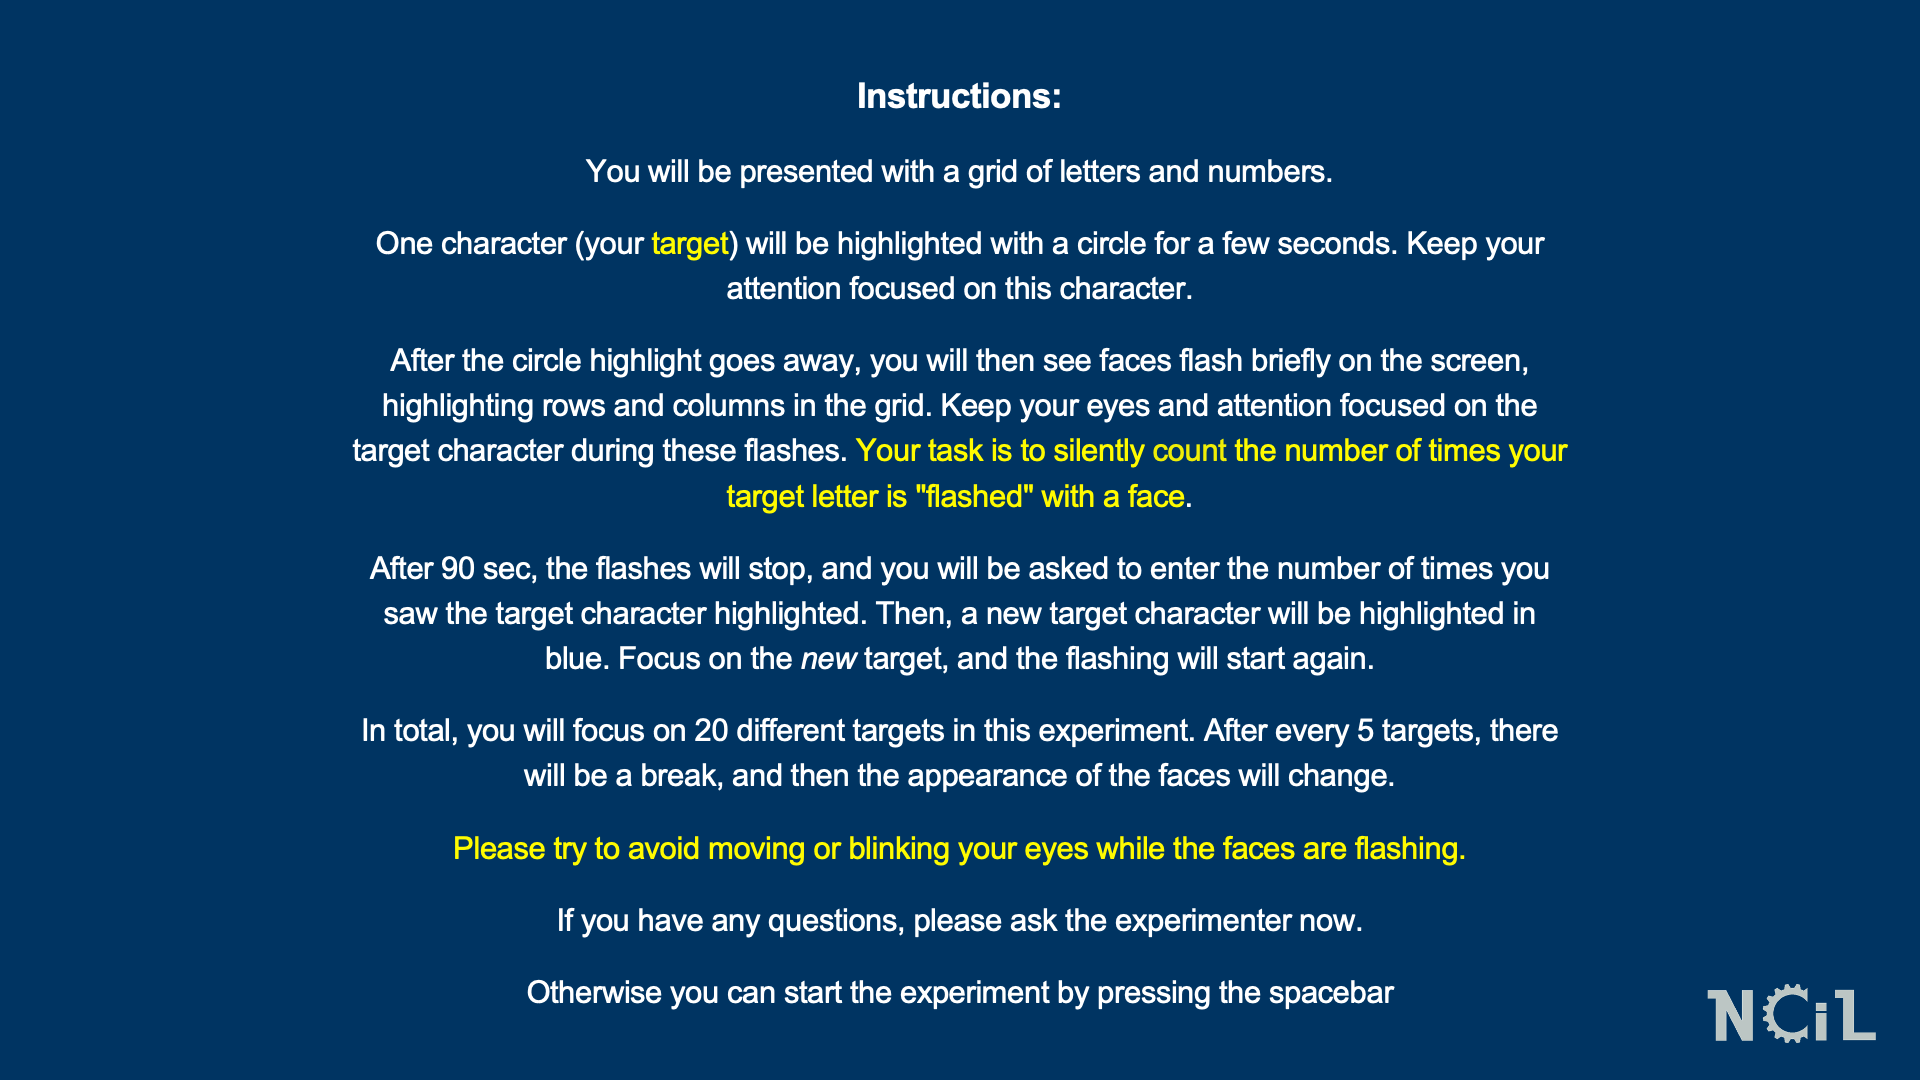 Instructions:
You will be presented with a grid of letters and numbers.
One character (your target) will be highlighted with a circle for a few seconds. Keep your
attention focused on this character.
After the circle highlight goes away, you will then see faces flash briefly on the screen,
highlighting rows and columns in the grid. Keep your eyes and attention focused on the
target character during these flashes. Your task is to silently count the number of times your
target letter is "flashed" with a face.
After 90 sec, the flashes will stop, and you will be asked to enter the number of times you
saw the target character highlighted. Then, a new target character will be highlighted in
blue. Focus on the new target, and the flashing will start again.
In total, you will focus on 20 different targets in this experiment. After every 5 targets, there
will be a break, and then the appearance of the faces will change.
Please try to avoid moving or blinking your eyes while the faces are flashing.
If you have any questions, please ask the experimenter now.
Otherwise you can start the experiment by pressing the spacebar
NCiL